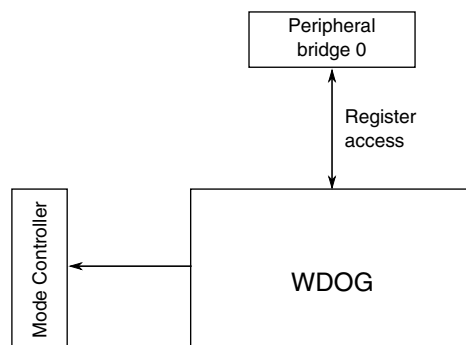 Peripheral
bridge 0
Register
access
Mode Controller
WDOG